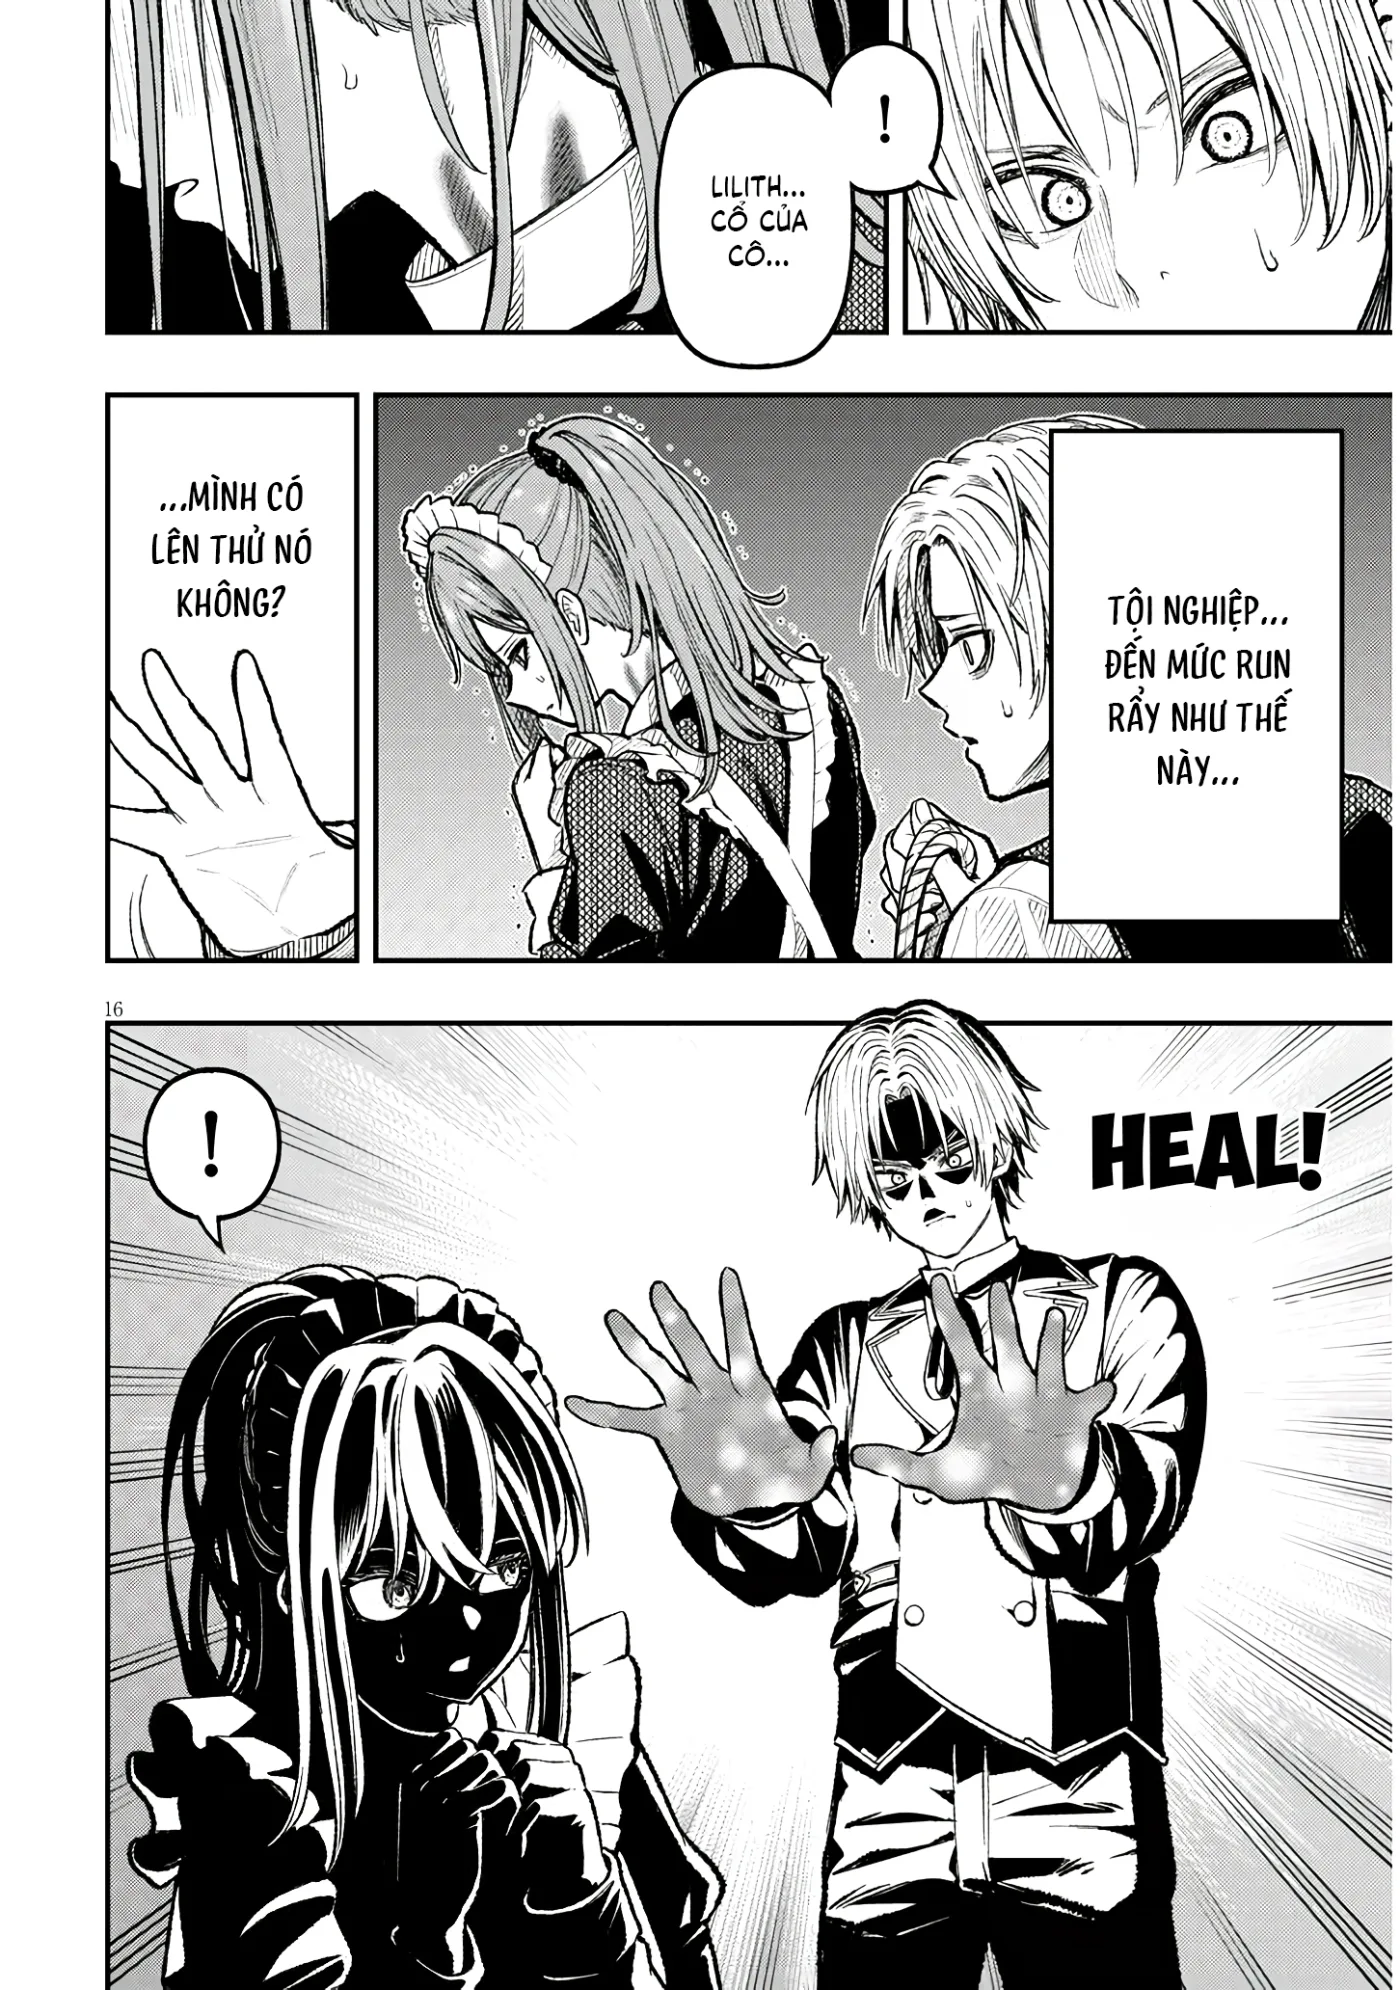 !
LILITH...
CỔ CỦA
CÔ...
TỘI NGHIỆP...
ĐẾN MỨC RUN
RẨY NHƯ THẾ
NÀY...
...MÌNH CÓ
LÊN THỬ NÓ
KHÔNG?
16
HEAL!
!